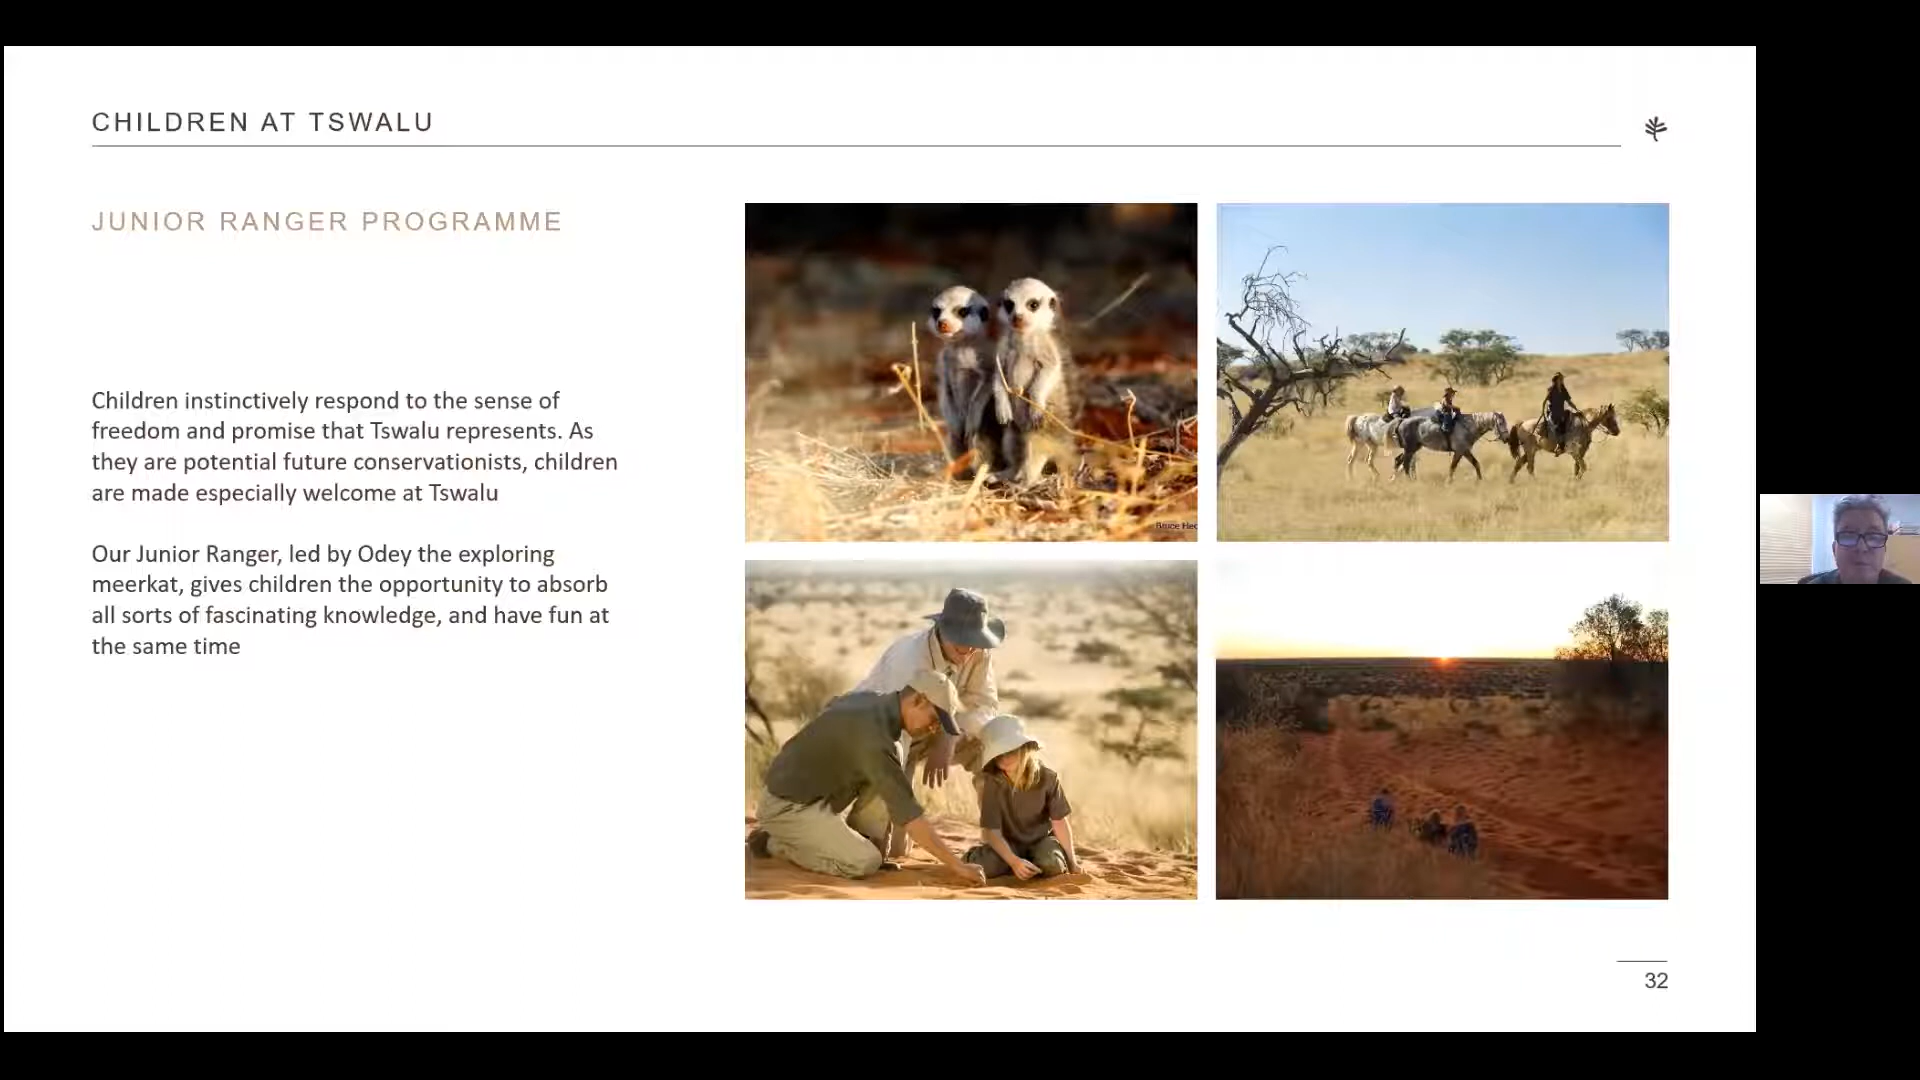 CHILDREN AT TSWALU
JUNIOR RANGER PROGRAMME
Children instinctively respond to the sense of
freedom and promise that Tswalu represents. As
they are potential future conservationists, children
are made especially welcome at Tswalu
Our Junior Ranger, led by Odey the exploring
meerkat, gives children the opportunity to absorb
all sorts of fascinating knowledge, and have fun at
the same time
Bruce
32